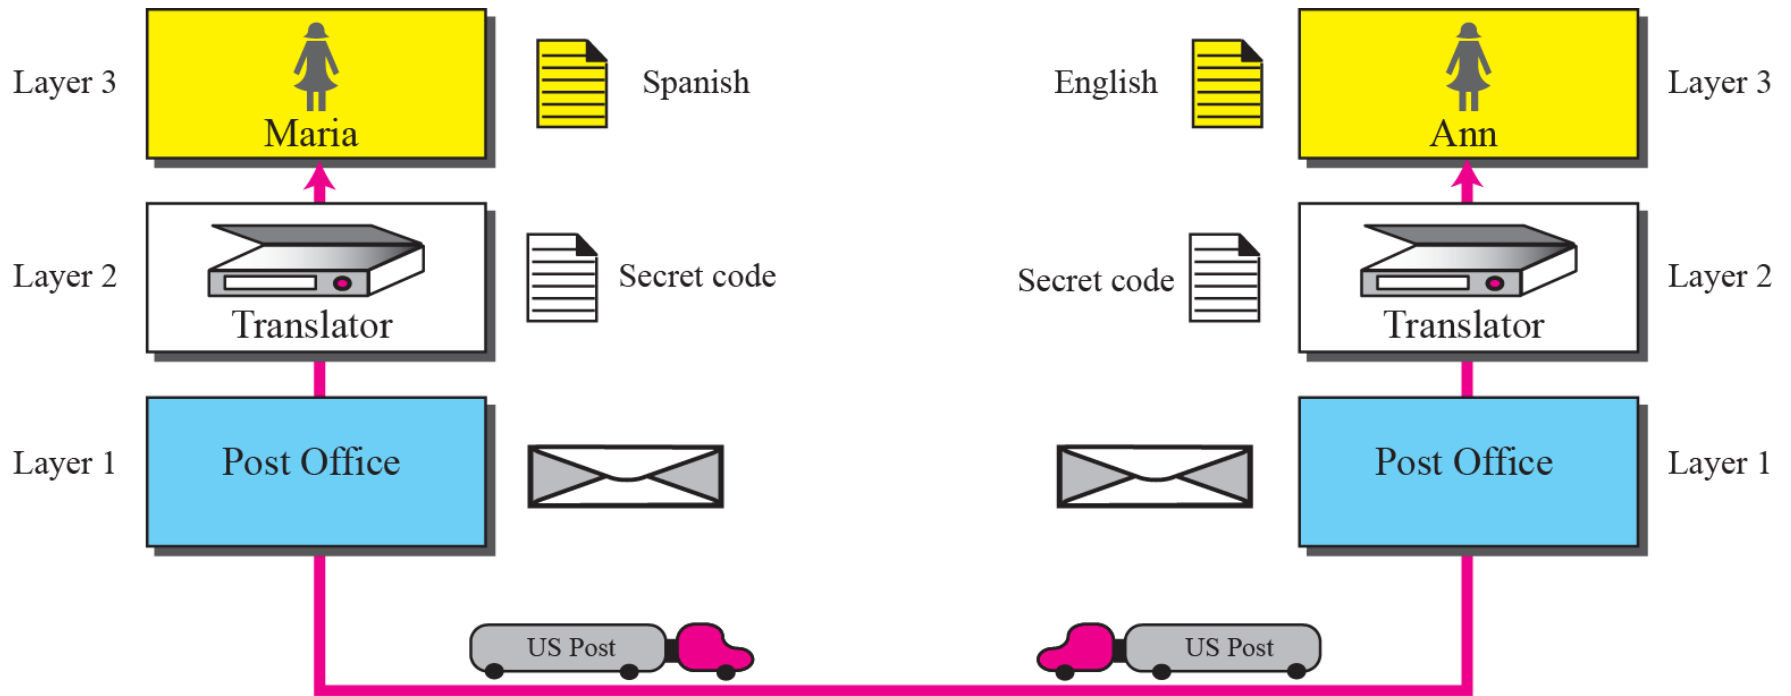 Layer 3
Maria
Spanish
English
Ann
Layer 3
Layer 2
Translator
Secret code
Secret code
Translator
Layer 2
Layer 1
Post Office
Post Office
Layer 1
US Post
US Post